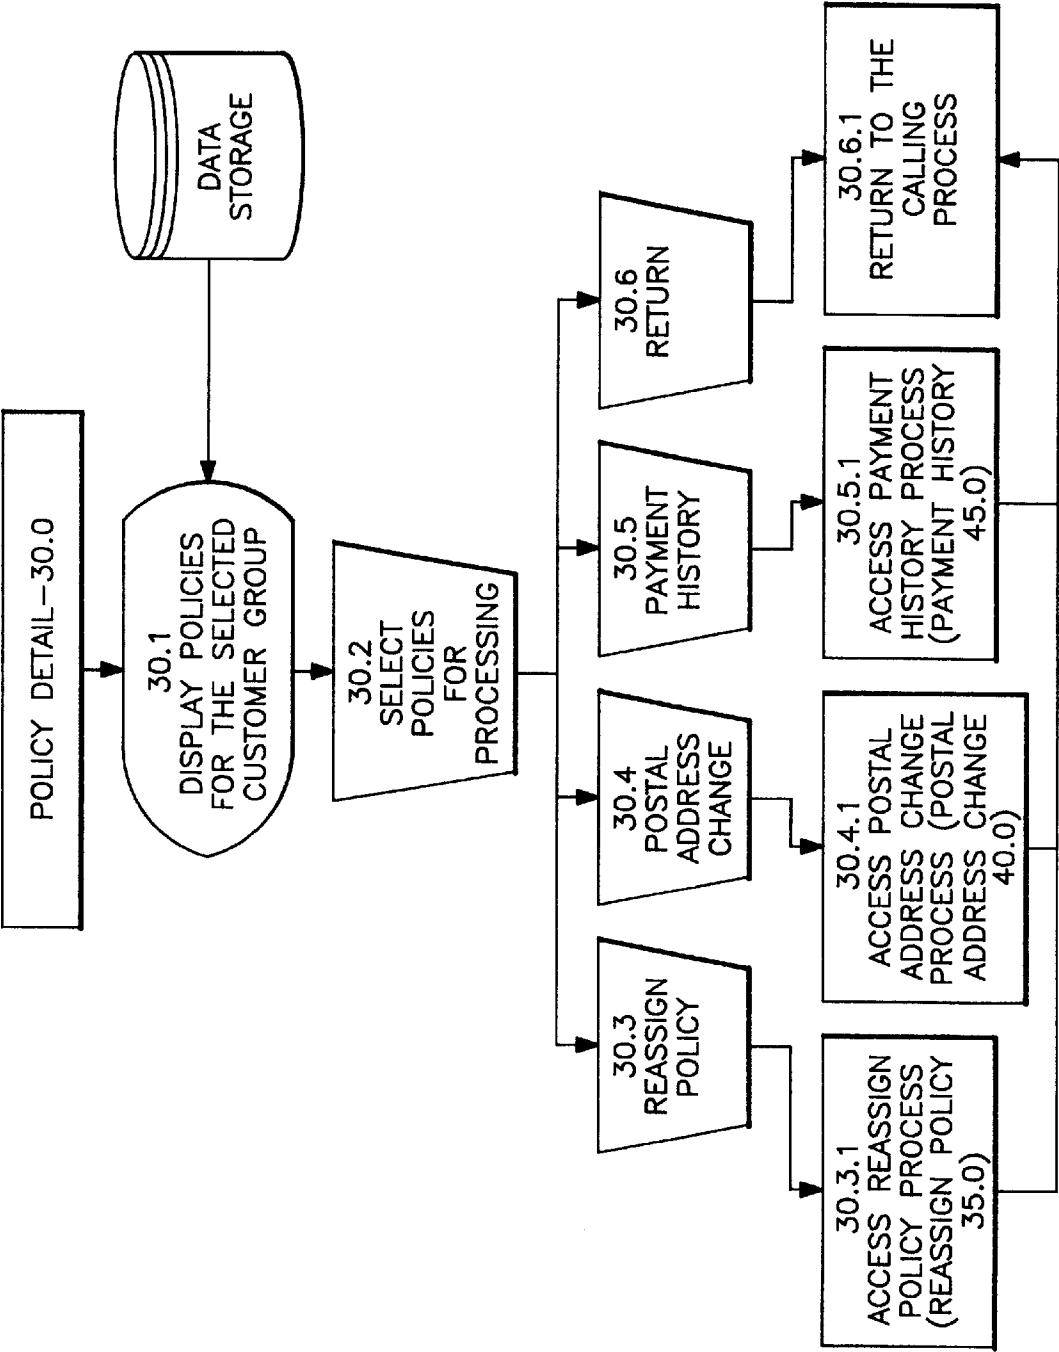 POLICY DETAIL-30.0
DATA
STORAGE
30.1
DISPLAY POLICIES
FOR THE SELECTED
CUSTOMER GROUP
30.2
SELECT
POLICIES
FOR
PROCESSING
30.3
REASSIGN
POLICY
30.4
POSTAL
ADDRESS
CHANGE
30.5
PAYMENT
HISTORY
30.6
RETURN
30.3.1
ACCESS REASSIGN
POLICY PROCESS
(REASSIGN POLICY
35.0)
30.4.1
ACCESS POSTAL
ADDRESS CHANGE
PROCESS (POSTAL
ADDRESS CHANGE
40.0)
30.5.1
ACCESS PAYMENT
HISTORY PROCESS
(PAYMENT HISTORY
45.0)
30.6.1
RETURN TO THE
CALLING
PROCESS